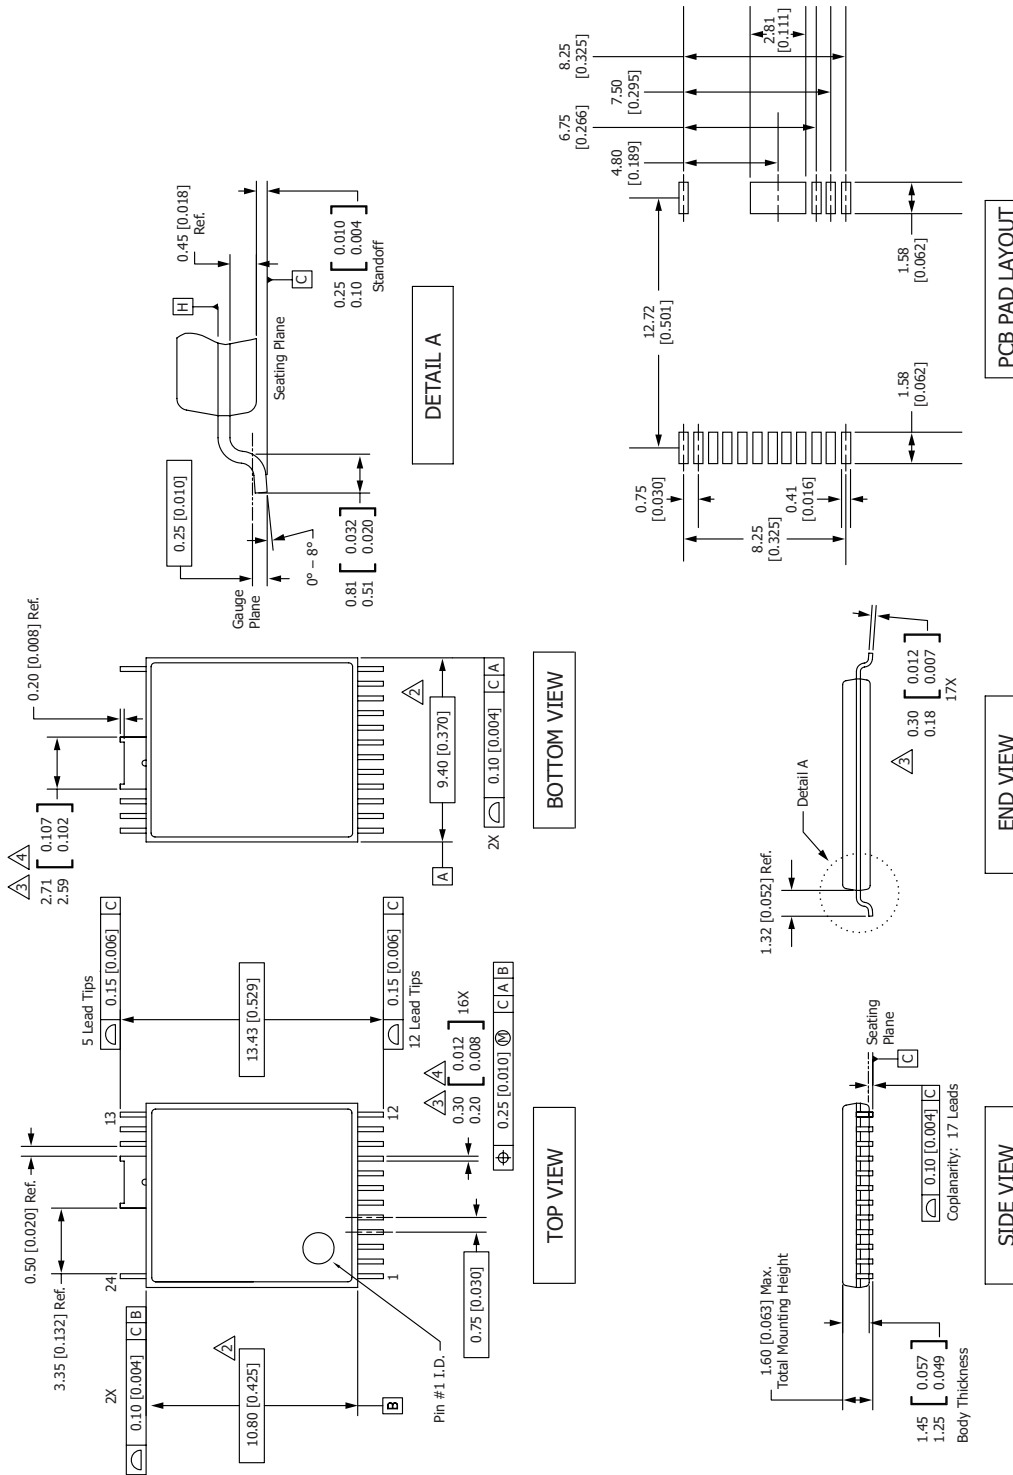 2X
0.10 [0.004] C B
3.35 [0.132] Ref.
0.50 [0.020] Ref.
24
13
10.80 [0.425]
2
B
Pin #1 I.D.
1
12
0.75 [0.030]
5 Lead Tips
0.15 [0.006] C
13.43 [0.529]
0.15 [0.006] C
12 Lead Tips
3 4
0.30 [0.012] 16X
0.20 [0.008]
0.25 [0.010] M C A B
TOP VIEW
3 4
2.71 [0.107]
2.59 [0.102]
0.20 [0.008] Ref.
A
9.40 [0.370]
2
2X
0.10 [0.004] C A
BOTTOM VIEW
Gauge
Plane
0.25 [0.010]
0° – 8°
0.81 [0.032]
0.51 [0.020]
H
0.45 [0.018]
Ref.
Seating Plane
C
0.25 [0.010]
0.10 [0.004]
Standoff
DETAIL A
1.60 [0.063] Max.
Total Mounting Height
1.45 [0.057]
1.25 [0.049]
Body Thickness
Seating
Plane
C
0.10 [0.004] C
Coplanarity: 17 Leads
SIDE VIEW
1.32 [0.052] Ref.
Detail A
3
0.30 [0.012]
0.18 [0.007]
17X
END VIEW
0.75
[0.030]
8.25
[0.325]
0.41
[0.016]
12.72
[0.501]
1.58
[0.062]
1.58
[0.062]
4.80
[0.189]
6.75
[0.266]
7.50
[0.295]
8.25
[0.325]
2.81
[0.111]
PCB PAD LAYOUT